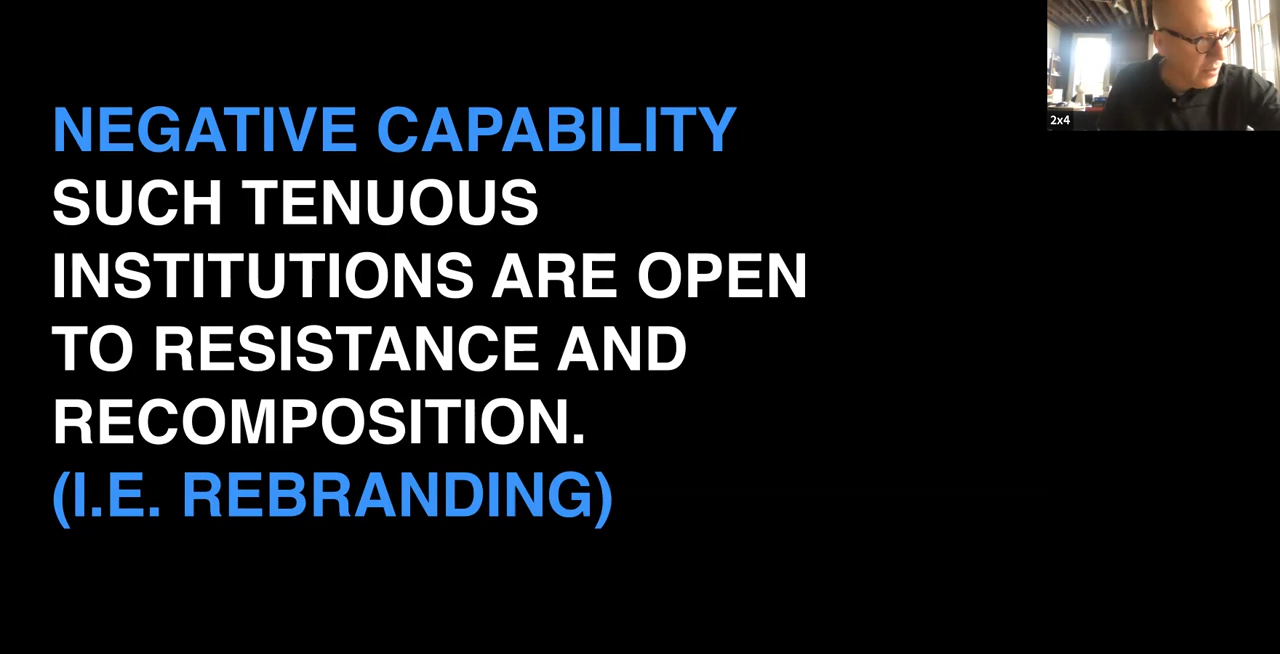 NEGATIVE CAPABILITY
SUCH TENUOUS
INSTITUTIONS ARE OPEN
TO RESISTANCE AND
RECOMPOSITION.
(I.E. REBRANDING)
2x4